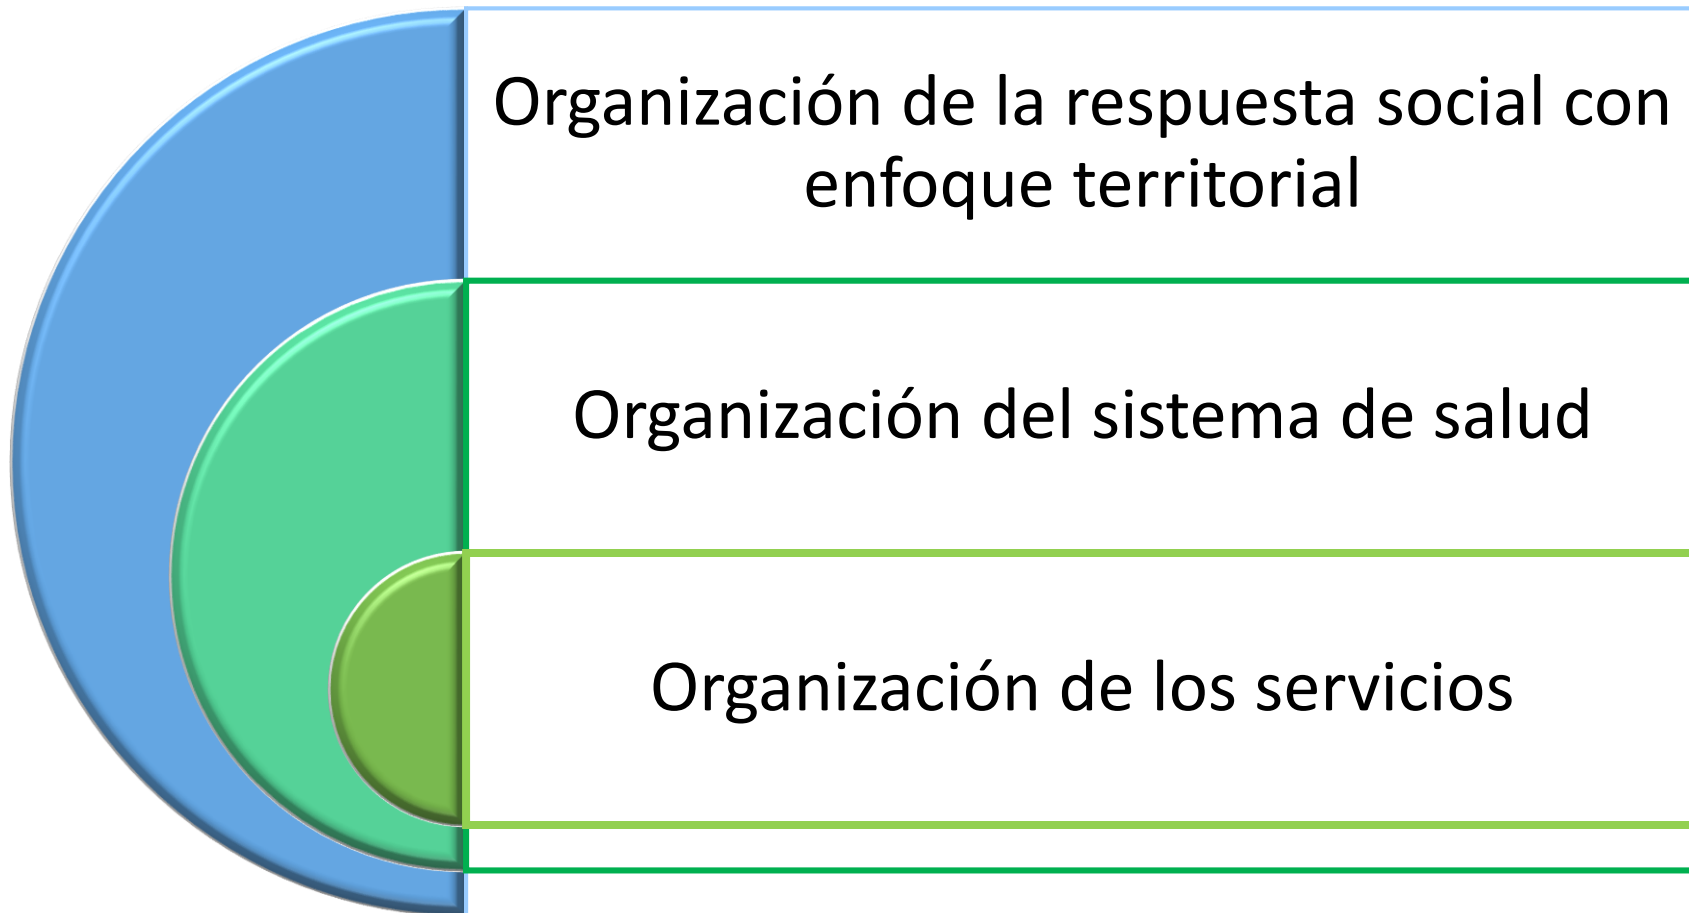 Organización de la respuesta social con
enfoque territorial
Organización del sistema de salud
Organización de los servicios